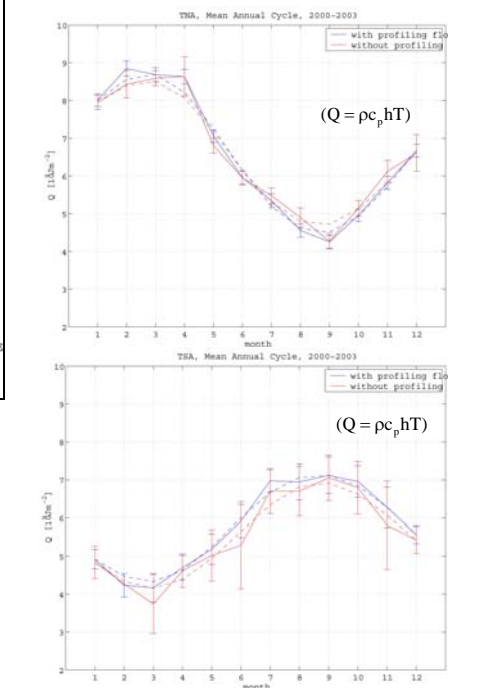 TNA, Mean Annual Cycle, 2000-2003
with profiling flo
without profiling
(Q = ρc_phT)
10
9
8
7
6
5
4
3
2
1 2 3 4 5 6 7 8 9 10 11 12
month
TSA, Mean Annual Cycle, 2000-2003
with profiling flo
without profiling
(Q = ρc_phT)
10
9
8
7
6
5
4
3
2
1 2 3 4 5 6 7 8 9 10 11 12
month